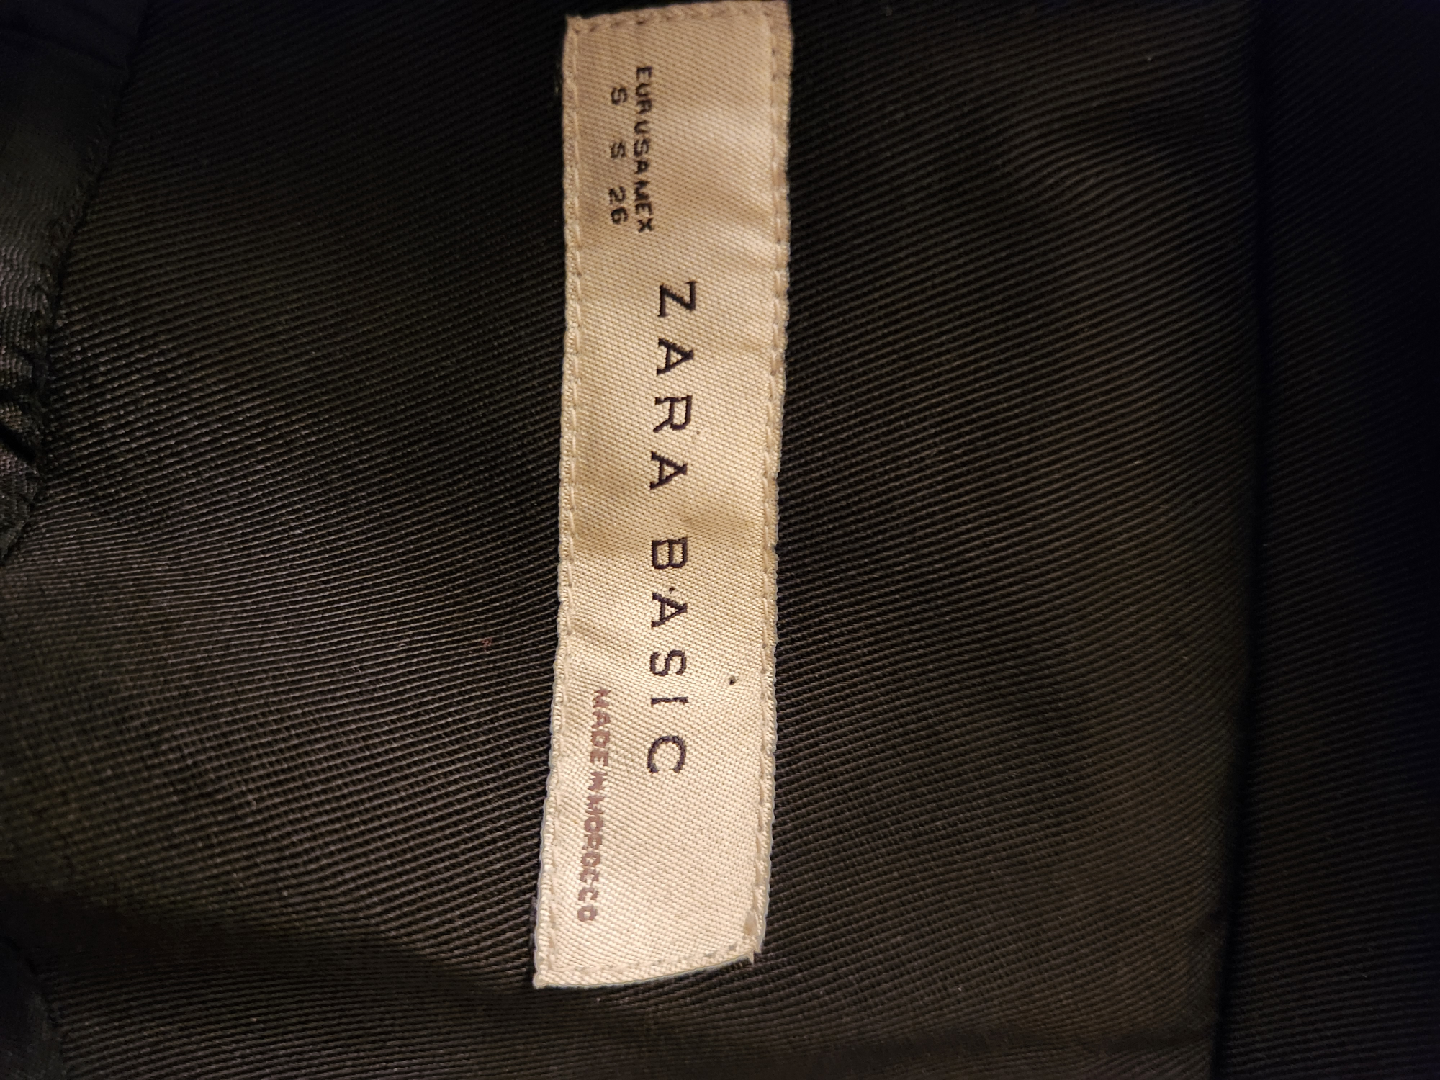 ZARA BASIC
EUR USA MEX
S S 26
MADE IN MOROCCO